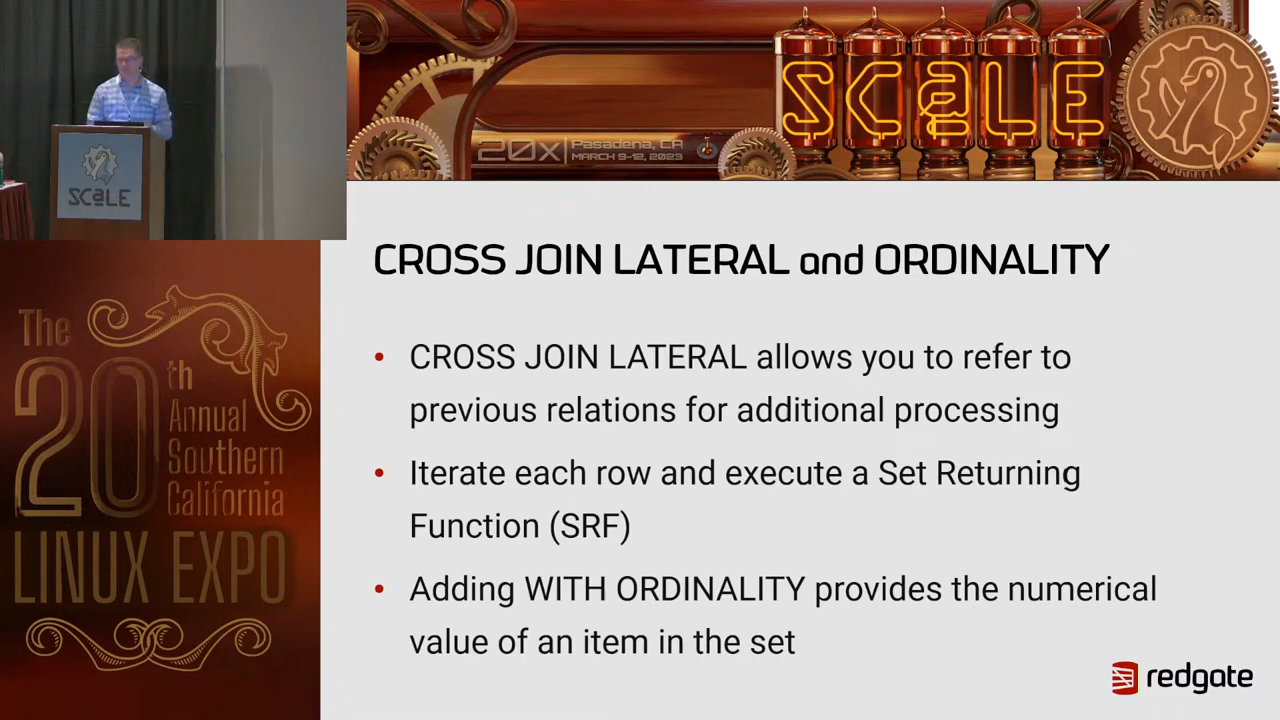 SCaLE
20x Pasadena, CA
MARCH 9-12, 2023
SCaLE
The
20th
Annual
Southern
California
LINUX EXPO
CROSS JOIN LATERAL and ORDINALITY
• CROSS JOIN LATERAL allows you to refer to
previous relations for additional processing
• Iterate each row and execute a Set Returning
Function (SRF)
• Adding WITH ORDINALITY provides the numerical
value of an item in the set
redgate